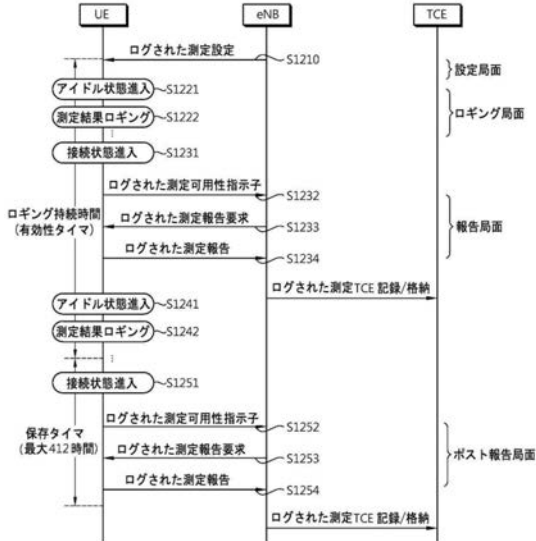 UE eNB TCE
ログされた測定設定
S1210
設定局面
アイドル状態進入
S1221
測定結果ロギング
S1222
ロギング局面
接続状態進入
S1231
ログされた測定可用性指示子
S1232
ログされた測定報告要求
S1233
報告局面
ログされた測定報告
S1234
ロギング持続時間
(有効性タイマ)
ログされた測定TCE 記録/格納
アイドル状態進入
S1241
測定結果ロギング
S1242
接続状態進入
S1251
ログされた測定可用性指示子
S1252
保存タイマ
(最大412時間)
ログされた測定報告要求
S1253
ポスト報告局面
ログされた測定報告
S1254
ログされた測定TCE 記録/格納